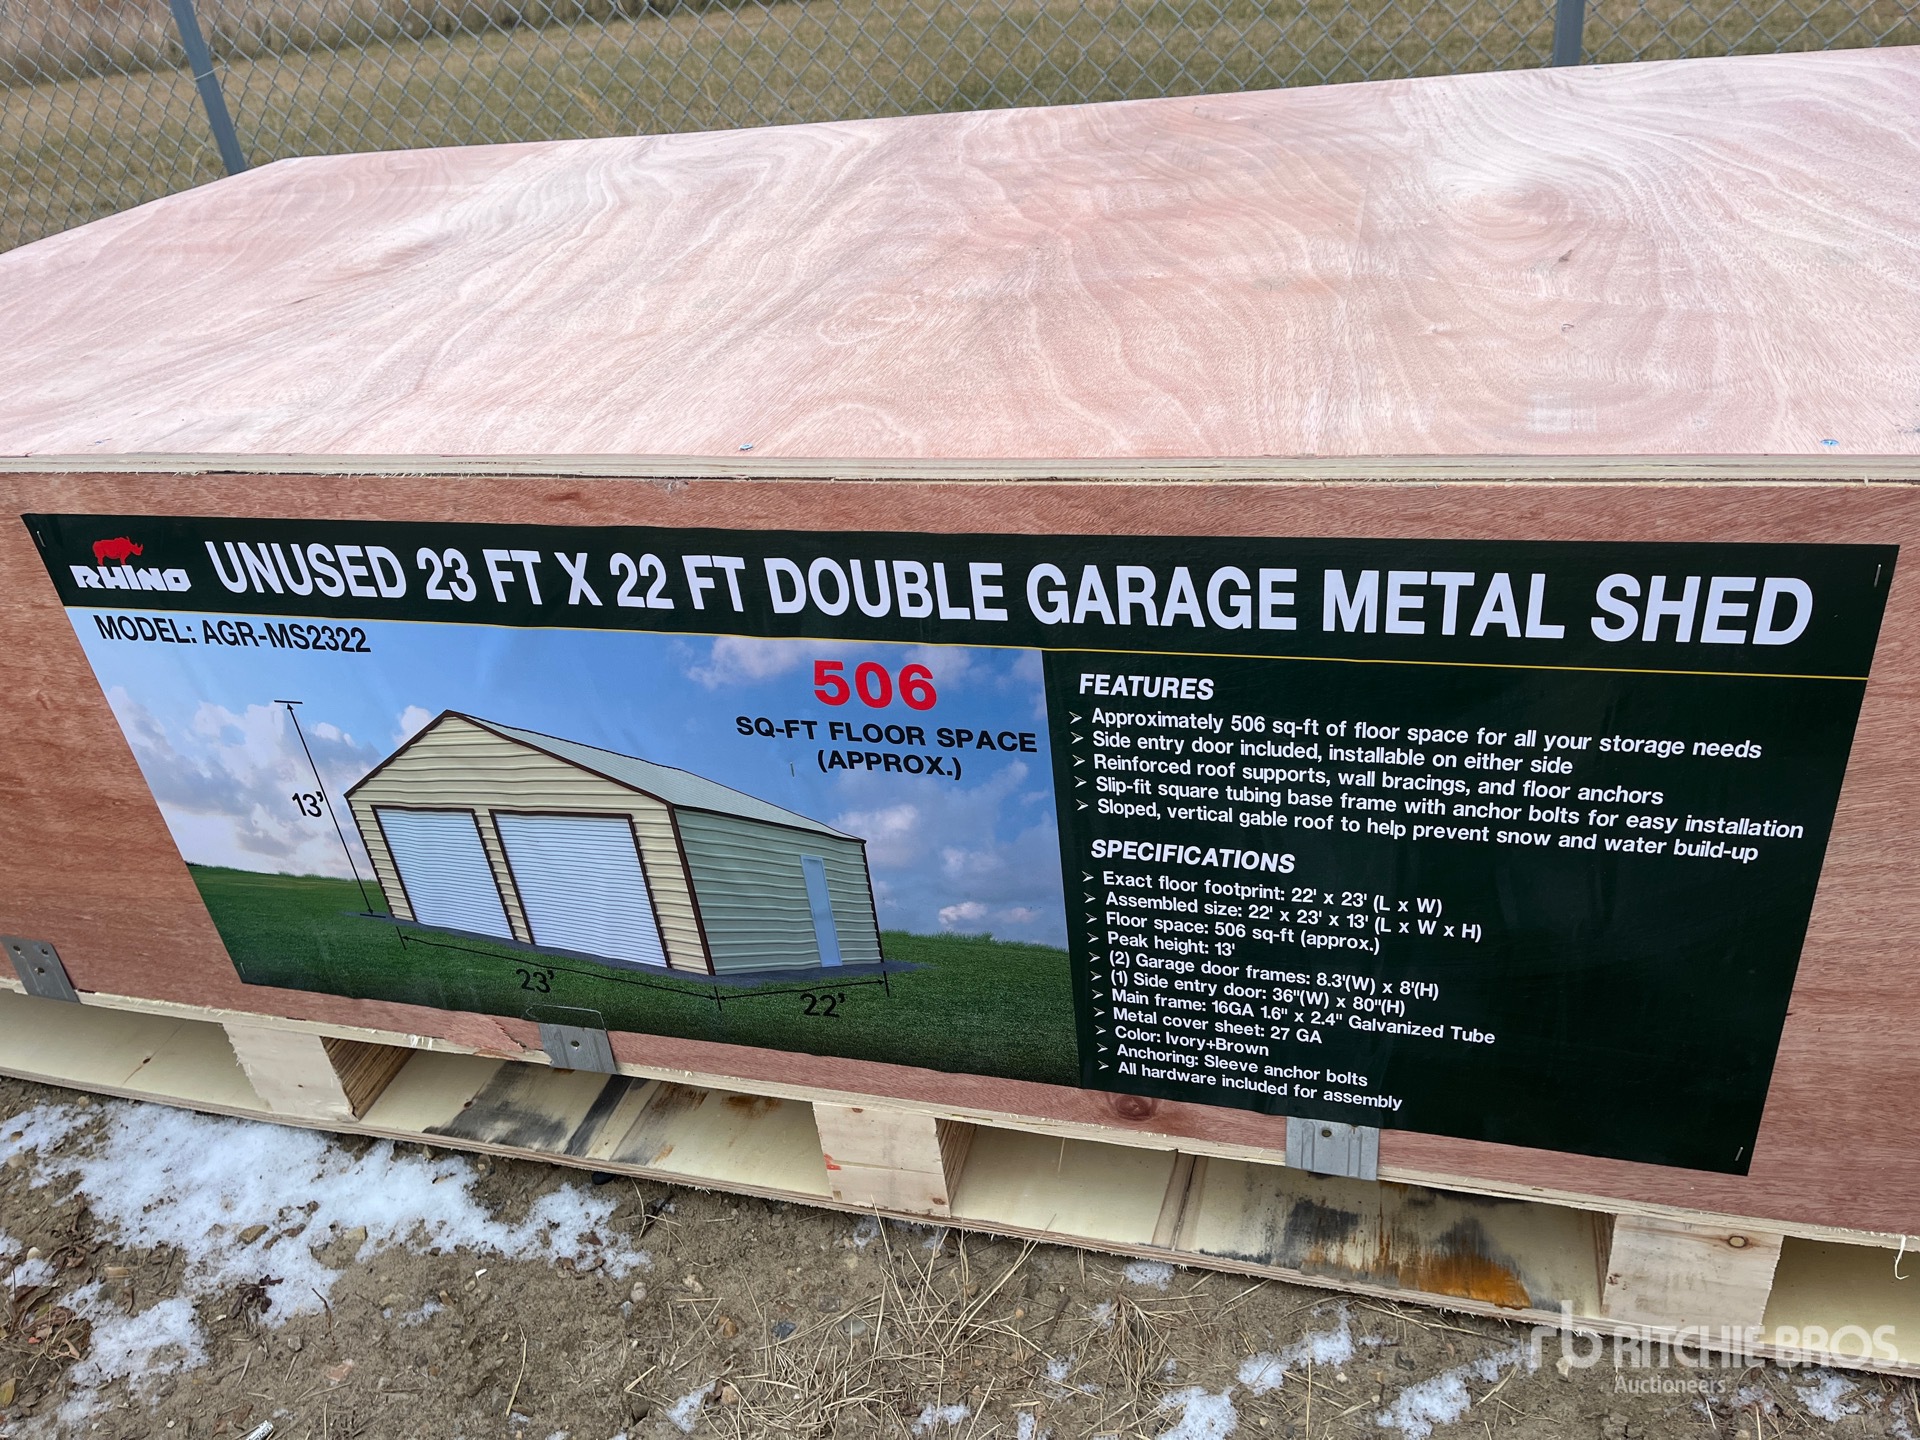 RHINO
UNUSED 23 FT X 22 FT DOUBLE GARAGE METAL SHED
MODEL: AGR-MS2322
506
SQ-FT FLOOR SPACE
(APPROX.)
13'
23'
22'
FEATURES
➢ Approximately 506 sq-ft of floor space for all your storage needs
➢ Side entry door included, installable on either side
➢ Reinforced roof supports, wall bracings, and floor anchors
➢ Slip-fit square tubing base frame with anchor bolts for easy installation
➢ Sloped, vertical gable roof to help prevent snow and water build-up
SPECIFICATIONS
➢ Exact floor footprint: 22' x 23' (L x W)
➢ Assembled size: 22' x 23' x 13' (L x W x H)
➢ Floor space: 506 sq-ft (approx.)
➢ Peak height: 13'
➢ (2) Garage door frames: 8.3'(W) x 8'(H)
➢ (1) Side entry door: 36"(W) x 80"(H)
➢ Main frame: 16GA 1.6" x 2.4" Galvanized Tube
➢ Metal cover sheet: 27 GA
➢ Color: Ivory+Brown
➢ Anchoring: Sleeve anchor bolts
➢ All hardware included for assembly
rb RITCHIE BROS.
Auctioneers